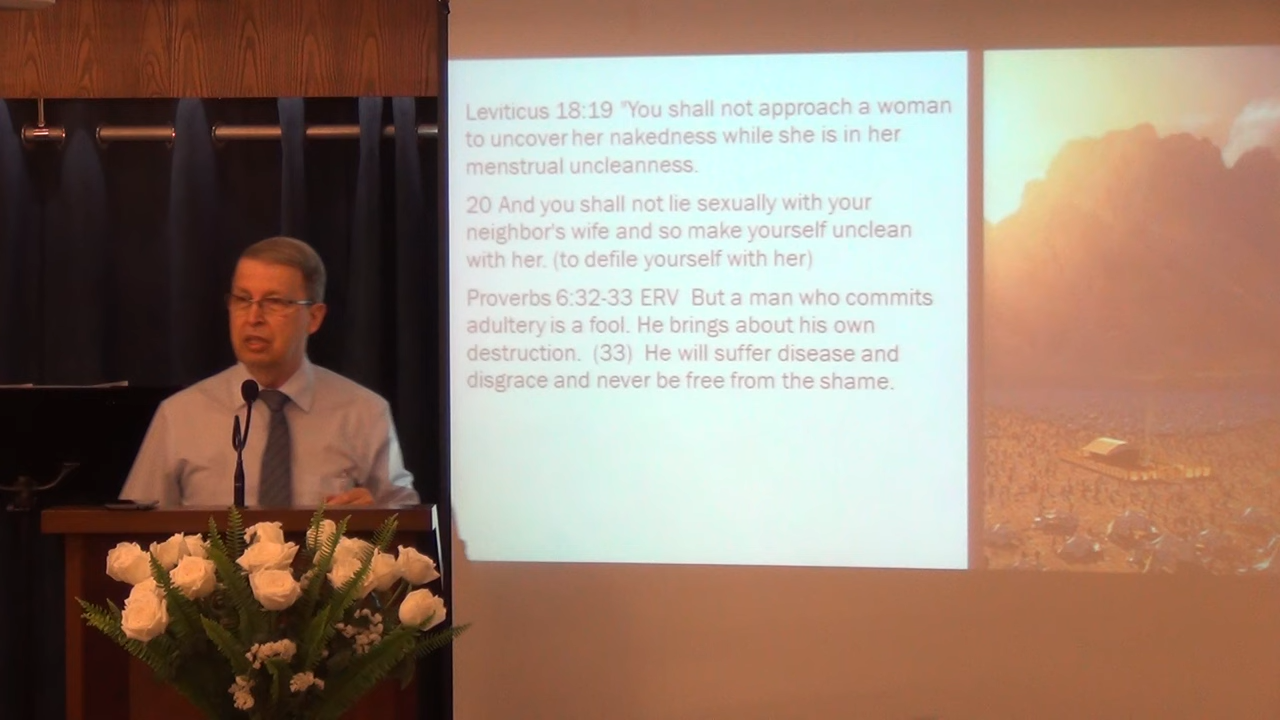 Leviticus 18:19 "You shall not approach a woman
to uncover her nakedness while she is in her
menstrual uncleanness.
20 And you shall not lie sexually with your
neighbor's wife and so make yourself unclean
with her. (to defile yourself with her)
Proverbs 6:32-33 ERV  But a man who commits
adultery is a fool. He brings about his own
destruction.  (33)  He will suffer disease and
disgrace and never be free from the shame.